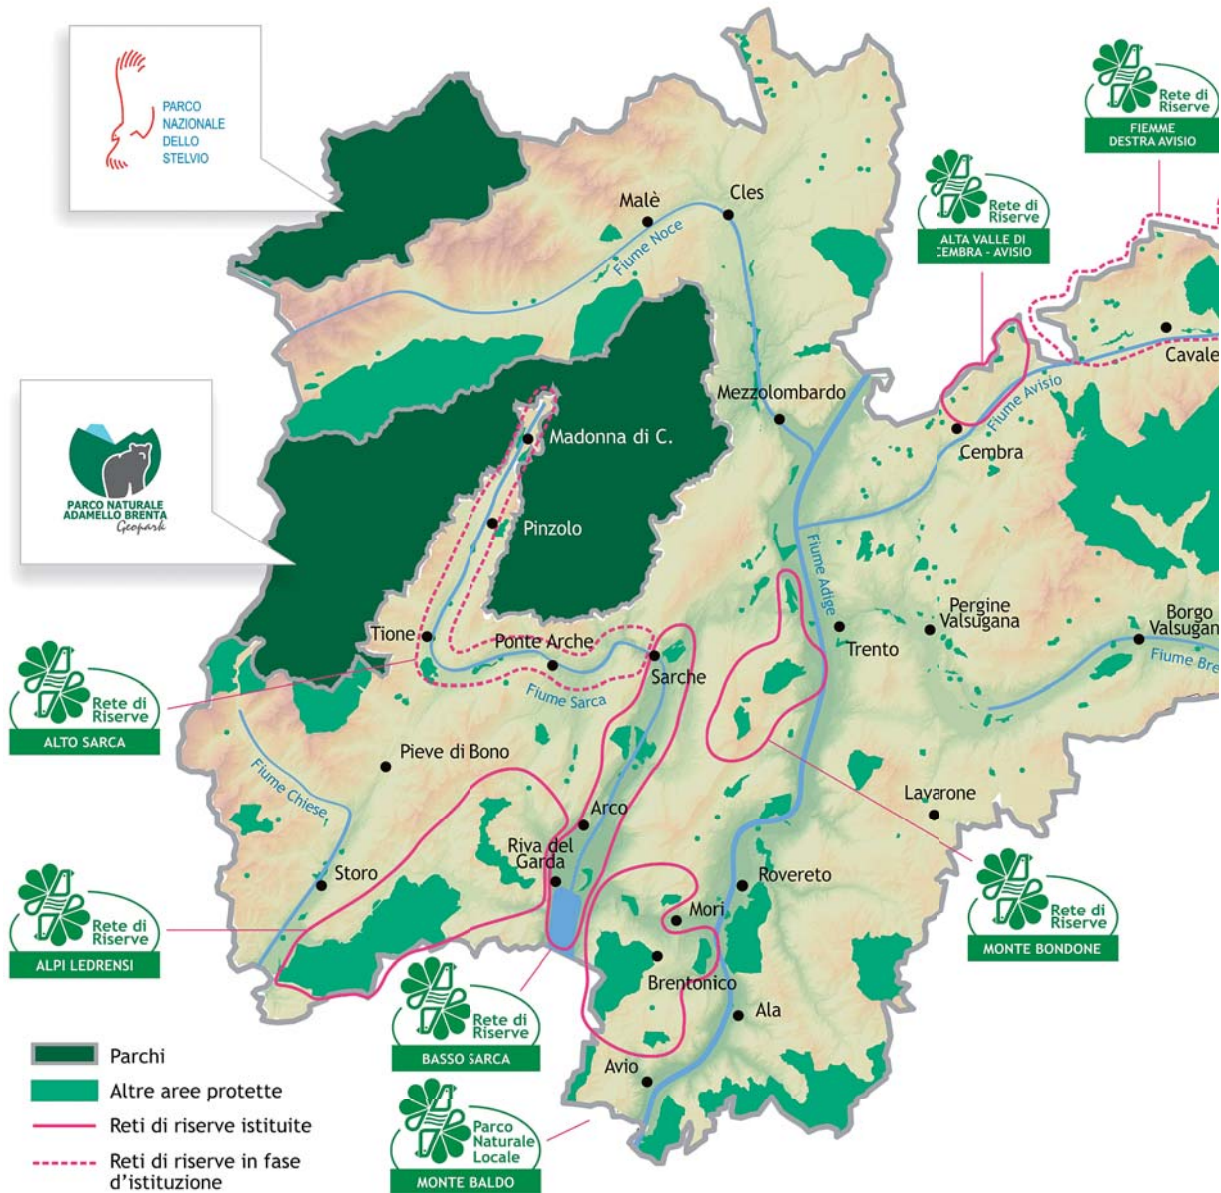 PARCO
NAZIONALE
DELLO
STELVIO
Rete di
Riserve
FIEMME
DESTRA AVISIO
Rete di
Riserve
ALTA VALLE DI
CEMBRA - AVISIO
Malè
Cles
Fiume Noce
Cavale
Mezzolombardo
Fiume Avisio
Cembra
Madonna di C.
PARCO NATURALE
ADAMELLO BRENTA
Geopark
Pinzolo
Fiume Adige
Pergine
Valsugana
Borgo
Valsugan
Trento
Fiume Bre
Tione
Ponte Arche
Sarche
Fiume Sarca
Rete di
Riserve
ALTO SARCA
Pieve di Bono
Fiume Chiese
Lavarone
Arco
Riva del
Garda
Storo
Rovereto
Rete di
Riserve
ALPI LEDRENSI
Mori
Rete di
Riserve
MONTE BONDONE
Brentonico
Ala
Rete di
Riserve
BASSO SARCA
Avio
Parco
Naturale
Locale
MONTE BALDO
Parchi
Altre aree protette
Reti di riserve istituite
Reti di riserve in fase
d'istituzione